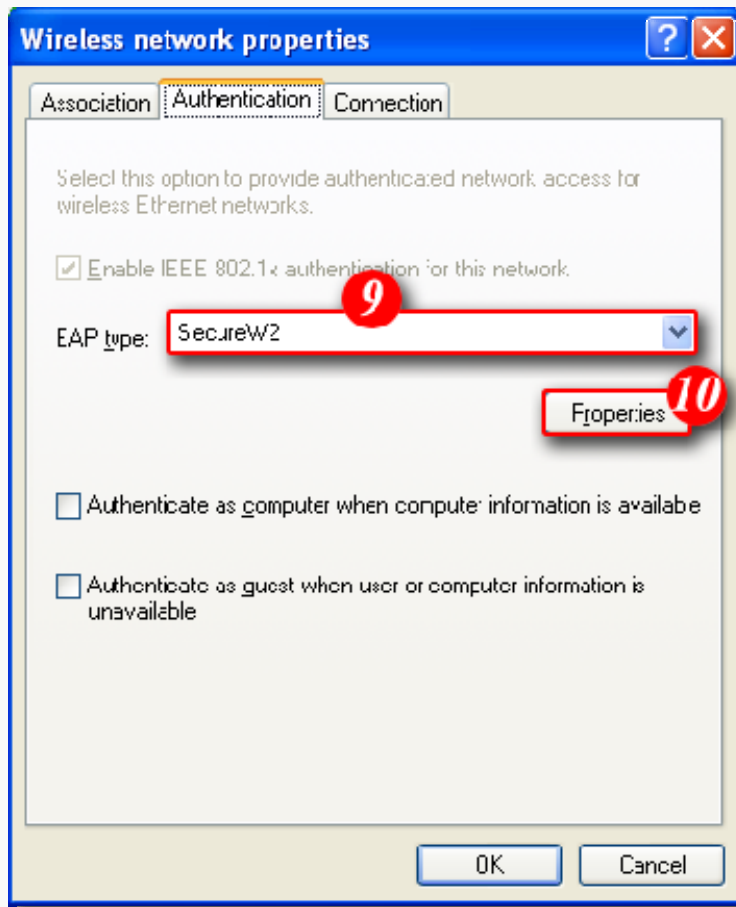 Wireless network properties
Association Authentication Connection
Select this option to provide authenticated network access for
wireless Ethernet networks.
Enable IEEE 802.1x authentication for this network
9
EAP type: SecureW2
10
Properties
Authenticate as computer when computer information is available
Authenticate as guest when user or computer information is
unavailable
OK Cancel